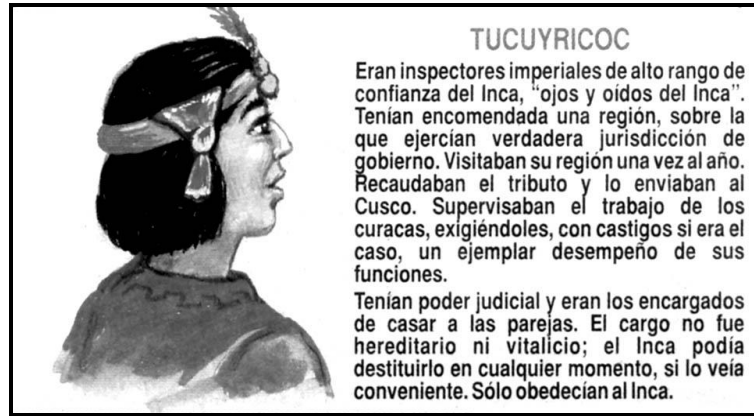 TUCUYRICOC
Eran inspectores imperiales de alto rango de
confianza del Inca, "ojos y oídos del Inca".
Tenían encomendada una región, sobre la
que ejercían verdadera jurisdicción de
gobierno. Visitaban su región una vez al año.
Recaudaban el tributo y lo enviaban al
Cusco. Supervisaban el trabajo de los
curacas, exigiéndoles, con castigos si era el
caso, un ejemplar desempeño de sus
funciones.
Tenían poder judicial y eran los encargados
de casar a las parejas. El cargo no fue
hereditario ni vitalicio; el Inca podía
destituirlo en cualquier momento, si lo veía
conveniente. Sólo obedecían al Inca.